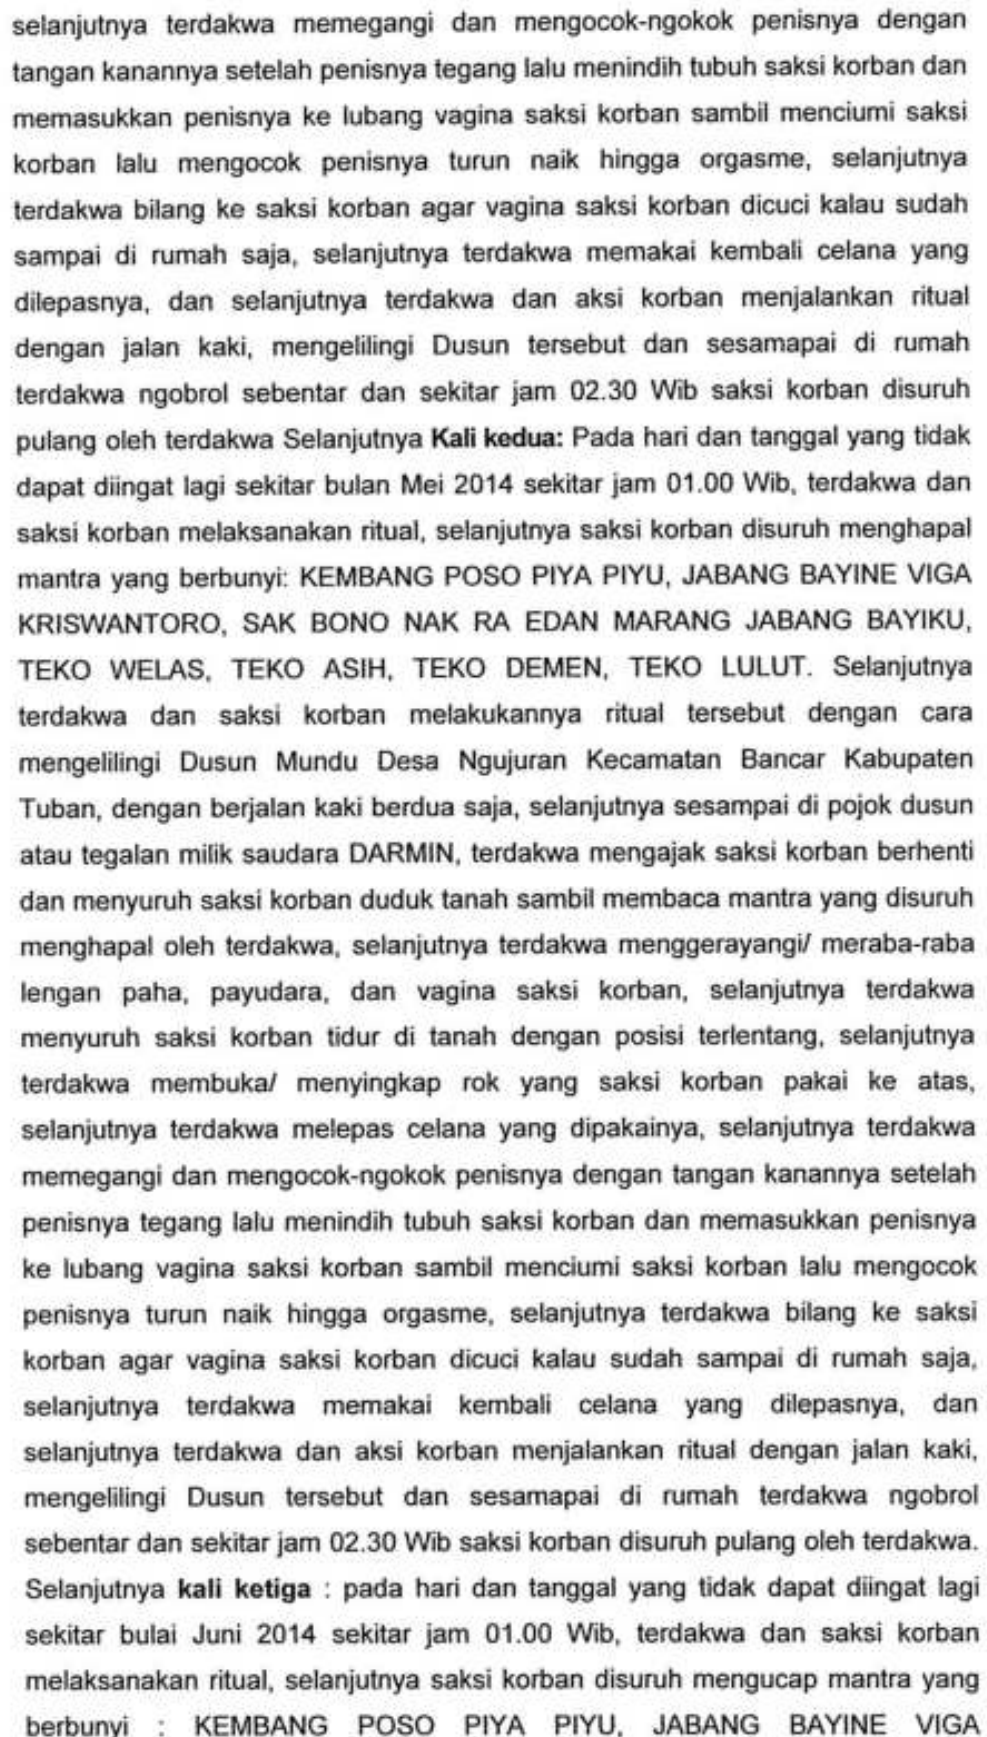 selanjutnya terdakwa memegangi dan mengocok-ngokok penisnya dengan
tangan kanannya setelah penisnya tegang lalu menindih tubuh saksi korban dan
memasukkan penisnya ke lubang vagina saksi korban sambil menciumi saksi
korban lalu mengocok penisnya turun naik hingga orgasme, selanjutnya
terdakwa bilang ke saksi korban agar vagina saksi korban dicuci kalau sudah
sampai di rumah saja, selanjutnya terdakwa memakai kembali celana yang
dilepasnya, dan selanjutnya terdakwa dan aksi korban menjalankan ritual
dengan jalan kaki, mengelilingi Dusun tersebut dan sesamapai di rumah
terdakwa ngobrol sebentar dan sekitar jam 02.30 Wib saksi korban disuruh
pulang oleh terdakwa Selanjutnya Kali kedua: Pada hari dan tanggal yang tidak
dapat diingat lagi sekitar bulan Mei 2014 sekitar jam 01.00 Wib, terdakwa dan
saksi korban melaksanakan ritual, selanjutnya saksi korban disuruh menghapal
mantra yang berbunyi: KEMBANG POSO PIYA PIYU, JABANG BAYINE VIGA
KRISWANTORO, SAK BONO NAK RA EDAN MARANG JABANG BAYIKU,
TEKO WELAS, TEKO ASIH, TEKO DEMEN, TEKO LULUT. Selanjutnya
terdakwa dan saksi korban melakukannya ritual tersebut dengan cara
mengelilingi Dusun Mundu Desa Ngujuran Kecamatan Bancar Kabupaten
Tuban, dengan berjalan kaki berdua saja, selanjutnya sesampai di pojok dusun
atau tegalan milik saudara DARMIN, terdakwa mengajak saksi korban berhenti
dan menyuruh saksi korban duduk tanah sambil membaca mantra yang disuruh
menghapal oleh terdakwa, selanjutnya terdakwa menggerayangi/ meraba-raba
lengan paha, payudara, dan vagina saksi korban, selanjutnya terdakwa
menyuruh saksi korban tidur di tanah dengan posisi terlentang, selanjutnya
terdakwa membuka/ menyingkap rok yang saksi korban pakai ke atas,
selanjutnya terdakwa melepas celana yang dipakainya, selanjutnya terdakwa
memegangi dan mengocok-ngokok penisnya dengan tangan kanannya setelah
penisnya tegang lalu menindih tubuh saksi korban dan memasukkan penisnya
ke lubang vagina saksi korban sambil menciumi saksi korban lalu mengocok
penisnya turun naik hingga orgasme, selanjutnya terdakwa bilang ke saksi
korban agar vagina saksi korban dicuci kalau sudah sampai di rumah saja,
selanjutnya terdakwa memakai kembali celana yang dilepasnya, dan
selanjutnya terdakwa dan aksi korban menjalankan ritual dengan jalan kaki,
mengelilingi Dusun tersebut dan sesamapai di rumah terdakwa ngobrol
sebentar dan sekitar jam 02.30 Wib saksi korban disuruh pulang oleh terdakwa.
Selanjutnya kali ketiga : pada hari dan tanggal yang tidak dapat diingat lagi
sekitar bulai Juni 2014 sekitar jam 01.00 Wib, terdakwa dan saksi korban
melaksanakan ritual, selanjutnya saksi korban disuruh mengucap mantra yang
berbunyi : KEMBANG POSO PIYA PIYU, JABANG BAYINE VIGA